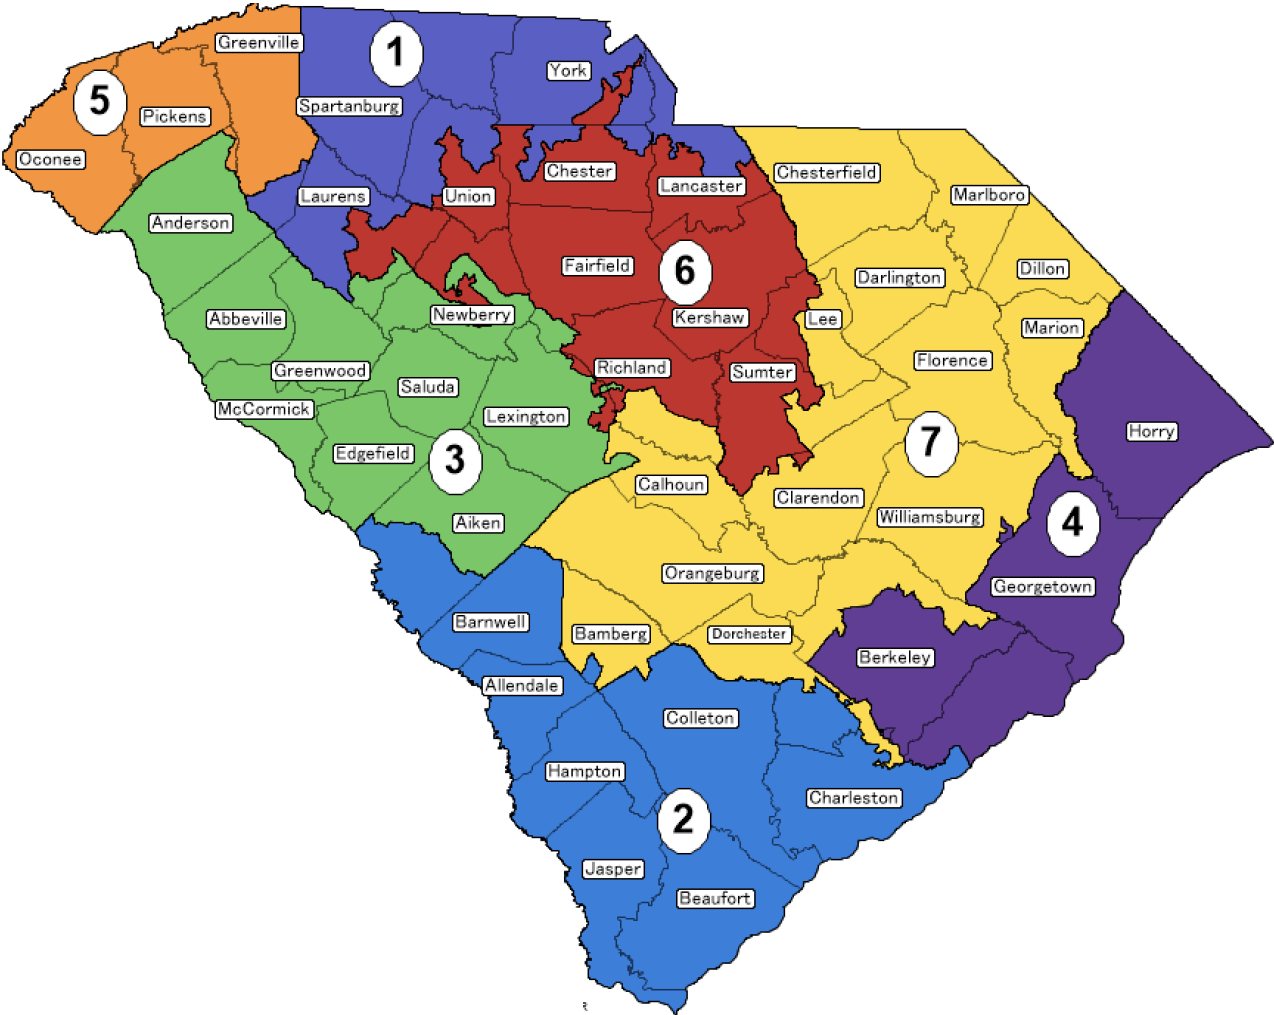 Greenville
1
York
5
Spartanburg
Pickens
Oconee
Chester
Chesterfield
Lancaster
Laurens
Union
Marlboro
Anderson
Fairfield
6
Darlington
Dillon
Abbeville
Newberry
Kershaw
Lee
Marion
Greenwood
Richland
Sumter
Florence
Saluda
McCormick
Lexington
Horry
7
Edgefield
3
Calhoun
Clarendon
Williamsburg
4
Aiken
Orangeburg
Georgetown
Barnwell
Bamberg
Dorchester
Berkeley
Allendale
Colleton
Hampton
Charleston
2
Jasper
Beaufort